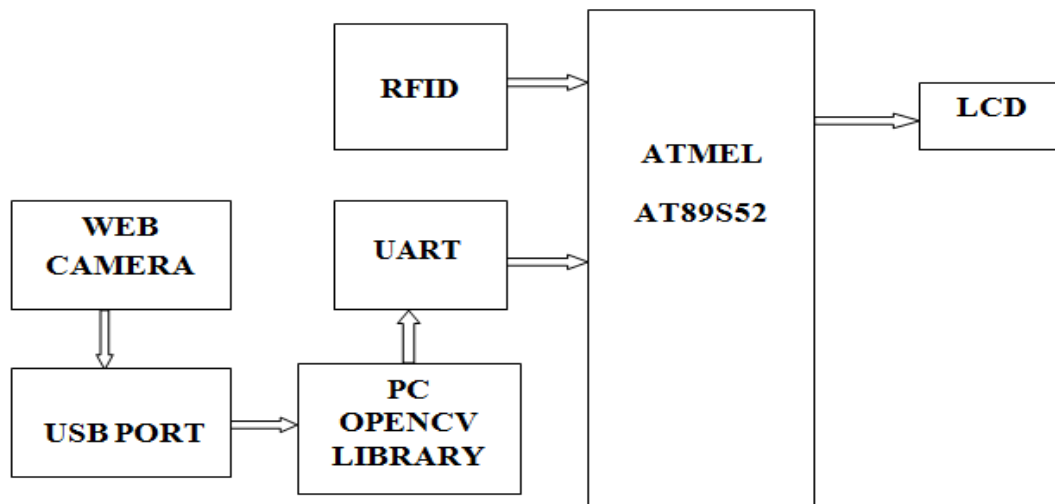 RFID
LCD
ATMEL
AT89S52
WEB
CAMERA
UART
USB PORT
PC
OPENCV
LIBRARY